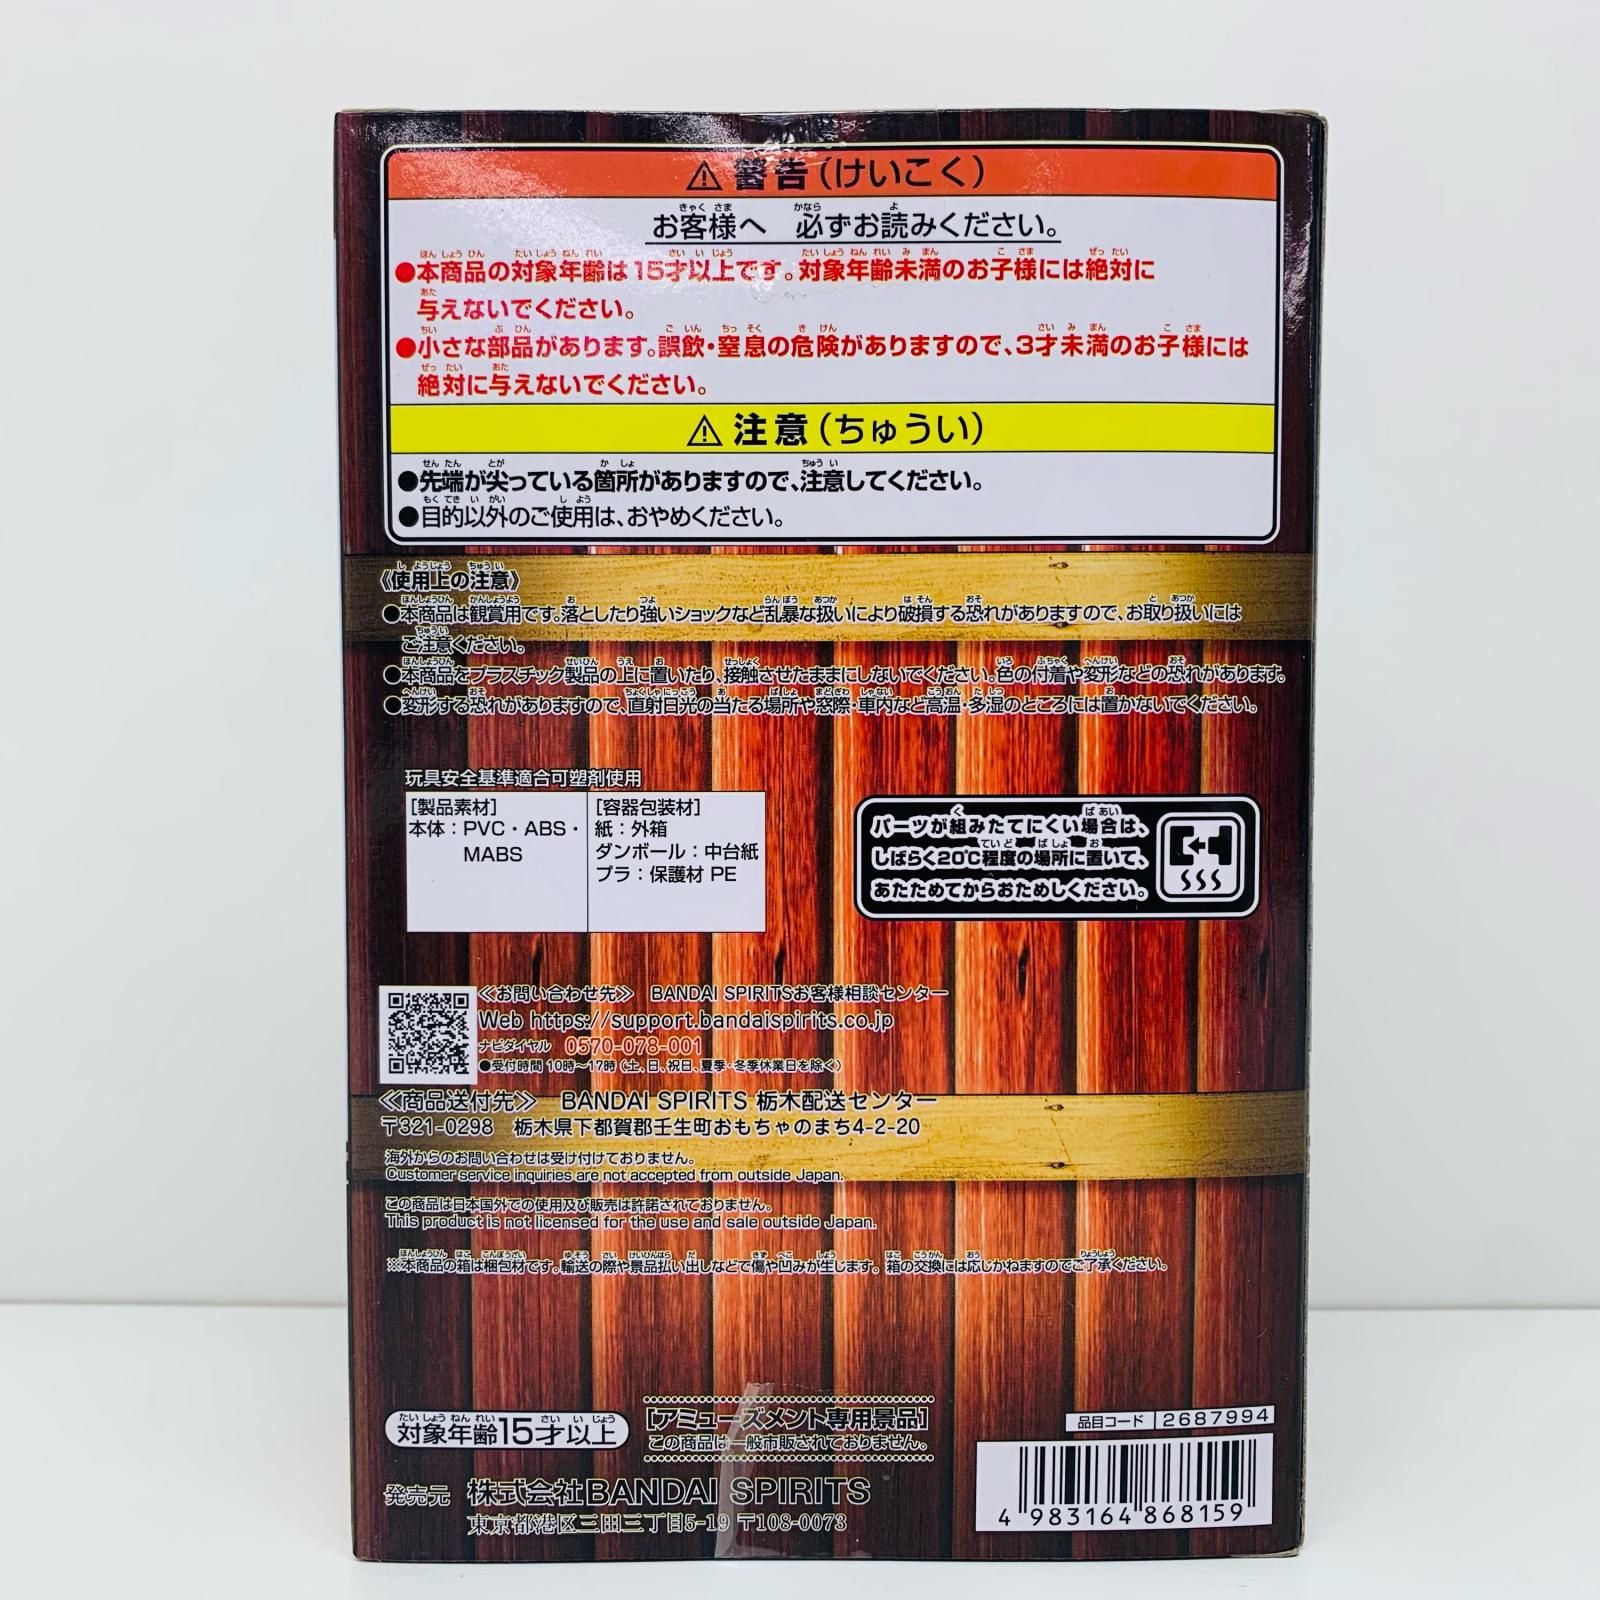 ⚠ 警告（けいこく）
お客様へ　必ずお読みください。
●本商品の対象年齢は15才以上です。対象年齢未満のお子様には絶対に
与えないでください。
●小さな部品があります。誤飲・窒息の危険がありますので、3才未満のお子様には
絶対に与えないでください。
⚠ 注意（ちゅうい）
●先端が尖っている箇所がありますので、注意してください。
●目的以外のご使用は、おやめください。
《使用上の注意》
●本商品は観賞用です。落としたり強いショックなど乱暴な扱いにより破損する恐れがありますので、お取り扱いには
ご注意ください。
●本商品をプラスチック製品の上に置いたり、接触させたままにしないでください。色の付着や変形などの恐れがあります。
●変形する恐れがありますので、直射日光の当たる場所や窓際・車内など高温・多湿のところには置かないでください。
玩具安全基準適合可塑剤使用
[製品素材]
本体：PVC・ABS・
MABS
[容器包装材]
紙：外箱
ダンボール：中台紙
プラ：保護材 PE
パーツが組みたてにくい場合は、
しばらく20℃程度の場所に置いて、
あたためてからおためしください。
≪お問い合わせ先≫　BANDAI SPIRITSお客様相談センター
Web https://support.bandaispirits.co.jp
ナビダイヤル　0570-078-001
●受付時間 10時～17時（土、日、祝日、夏季・冬季休業日を除く）
≪商品送付先≫　BANDAI SPIRITS 栃木配送センター
〒321-0298　栃木県下都賀郡壬生町おもちゃのまち4-2-20
海外からのお問い合わせは受け付けておりません。
Customer service inquiries are not accepted from outside Japan.
この商品は日本国外での使用及び販売は許諾されておりません。
This product is not licensed for the use and sale outside Japan.
※本商品の箱は梱包材です。輸送の際や景品払い出しなどで傷や凹みが生じます。箱の交換には応じかねますのでご了承ください。
対象年齢15才以上
[アミューズメント専用景品]
この商品は一般市販されておりません。
品目コード 2687994
発売元　株式会社BANDAI SPIRITS
東京都港区三田三丁目5-19 〒108-0073
4 983164 868159